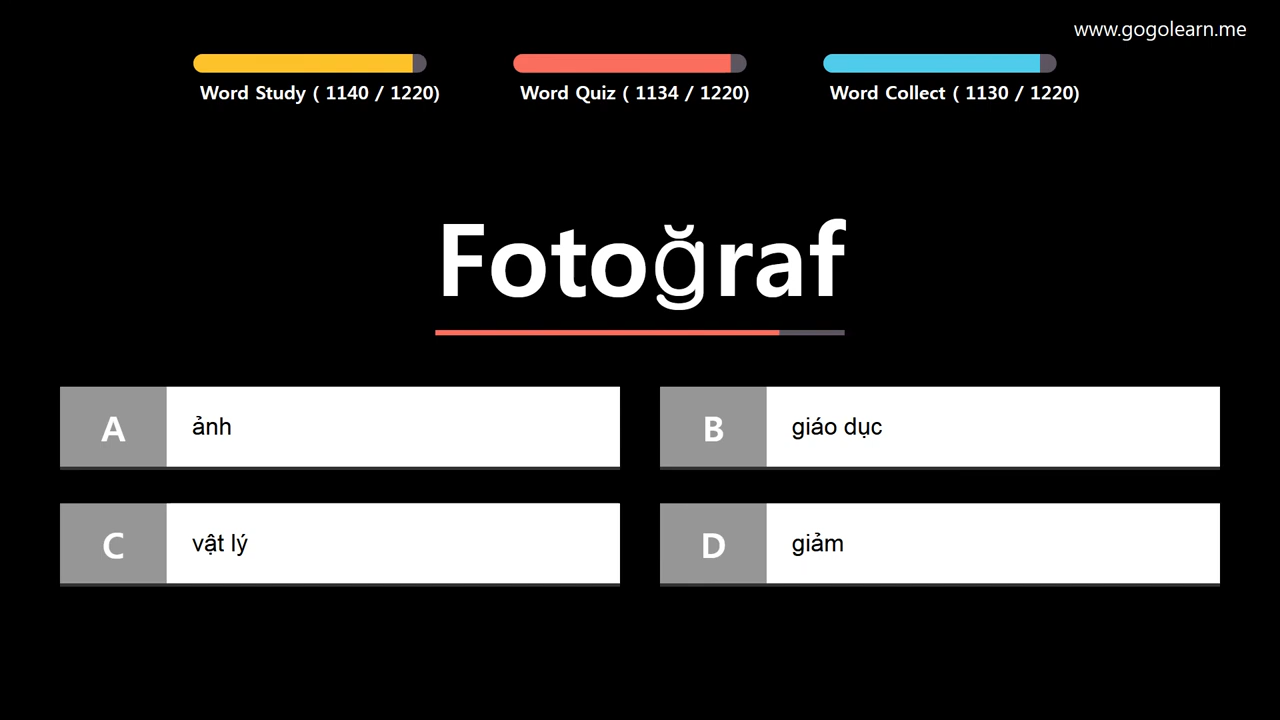 www.gogolearn.me
Word Study ( 1140 / 1220)
Word Quiz ( 1134 / 1220)
Word Collect ( 1130 / 1220)
Fotoğraf
A ảnh
B giáo dục
C vật lý
D giảm